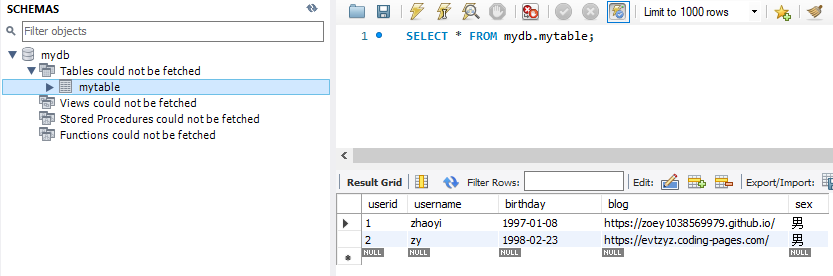 SCHEMAS
Filter objects
mydb
Tables could not be fetched
mytable
Views could not be fetched
Stored Procedures could not be fetched
Functions could not be fetched
Limit to 1000 rows
1 SELECT * FROM mydb.mytable;
Result Grid Filter Rows: Edit: Export/Import:
userid username birthday blog sex
1 zhaoyi 1997-01-08 https://zoey1038569979.github.io/ 男
2 zy 1998-02-23 https://evtzyz.coding-pages.com/ 男
NULL NULL NULL NULL NULL